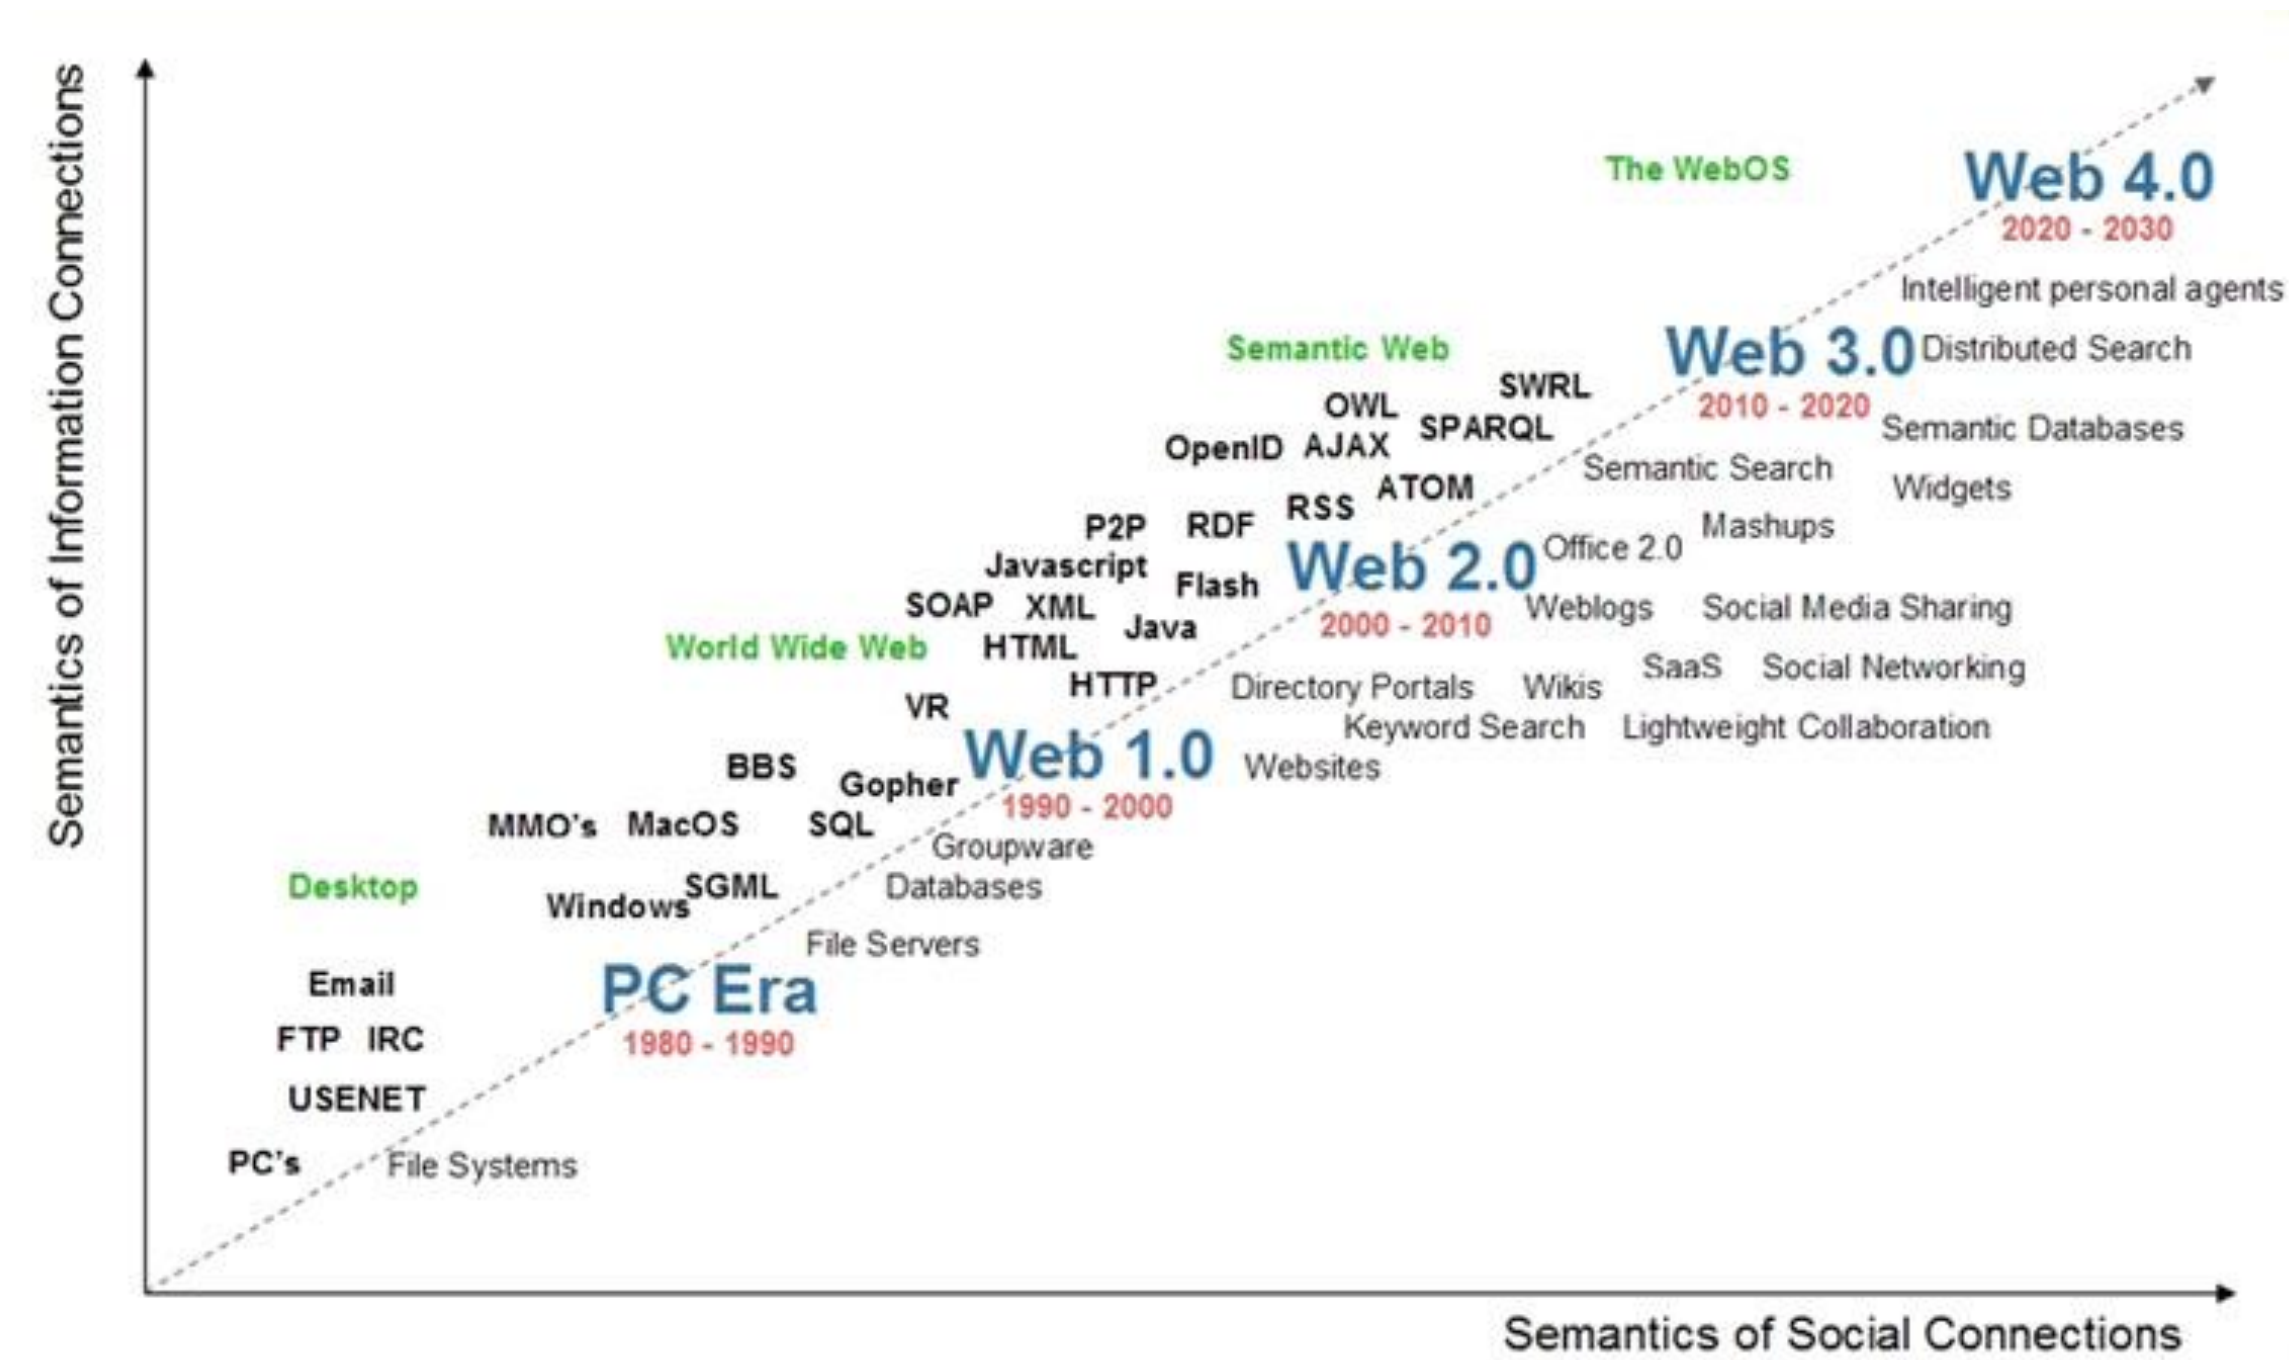 Semantics of Information Connections
The WebOS
Web 4.0
2020 - 2030
Intelligent personal agents
Semantic Web
Web 3.0
Distributed Search
2010 - 2020
SWRL
OWL
SPARQL
Semantic Databases
OpenID
AJAX
Semantic Search
Widgets
ATOM
RSS
P2P
RDF
Mashups
Office 2.0
Web 2.0
Javascript
Flash
2000 - 2010
Weblogs
Social Media Sharing
SOAP
XML
Java
World Wide Web
HTML
SaaS
Social Networking
HTTP
Directory Portals
Wikis
VR
Keyword Search
Lightweight Collaboration
Web 1.0
Websites
BBS
Gopher
1990 - 2000
MMO's
MacOS
SQL
Groupware
Desktop
SGML
Databases
Windows
File Servers
Email
PC Era
1980 - 1990
FTP
IRC
USENET
PC's
File Systems
Semantics of Social Connections